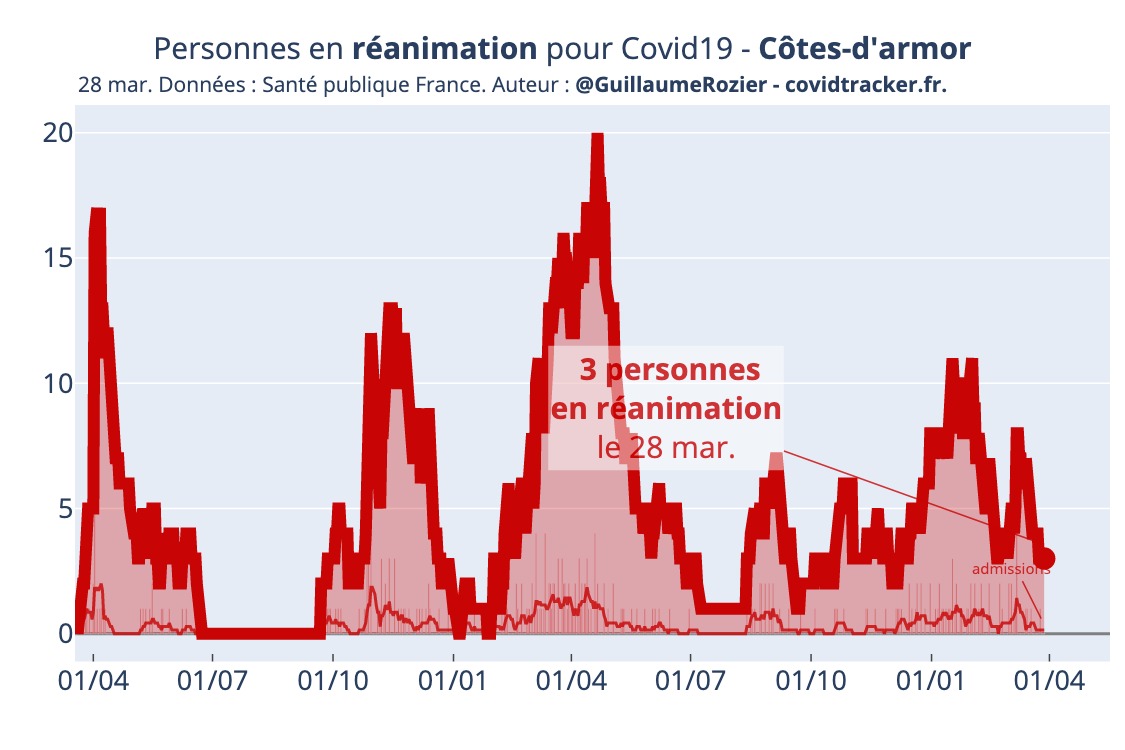 Personnes en réanimation pour Covid19 - Côtes-d'armor
28 mar. Données : Santé publique France. Auteur : @GuillaumeRozier - covidtracker.fr.
20
15
10
5
0
3 personnes
en réanimation
le 28 mar.
admissions
01/04 01/07 01/10 01/01 01/04 01/07 01/10 01/01 01/04